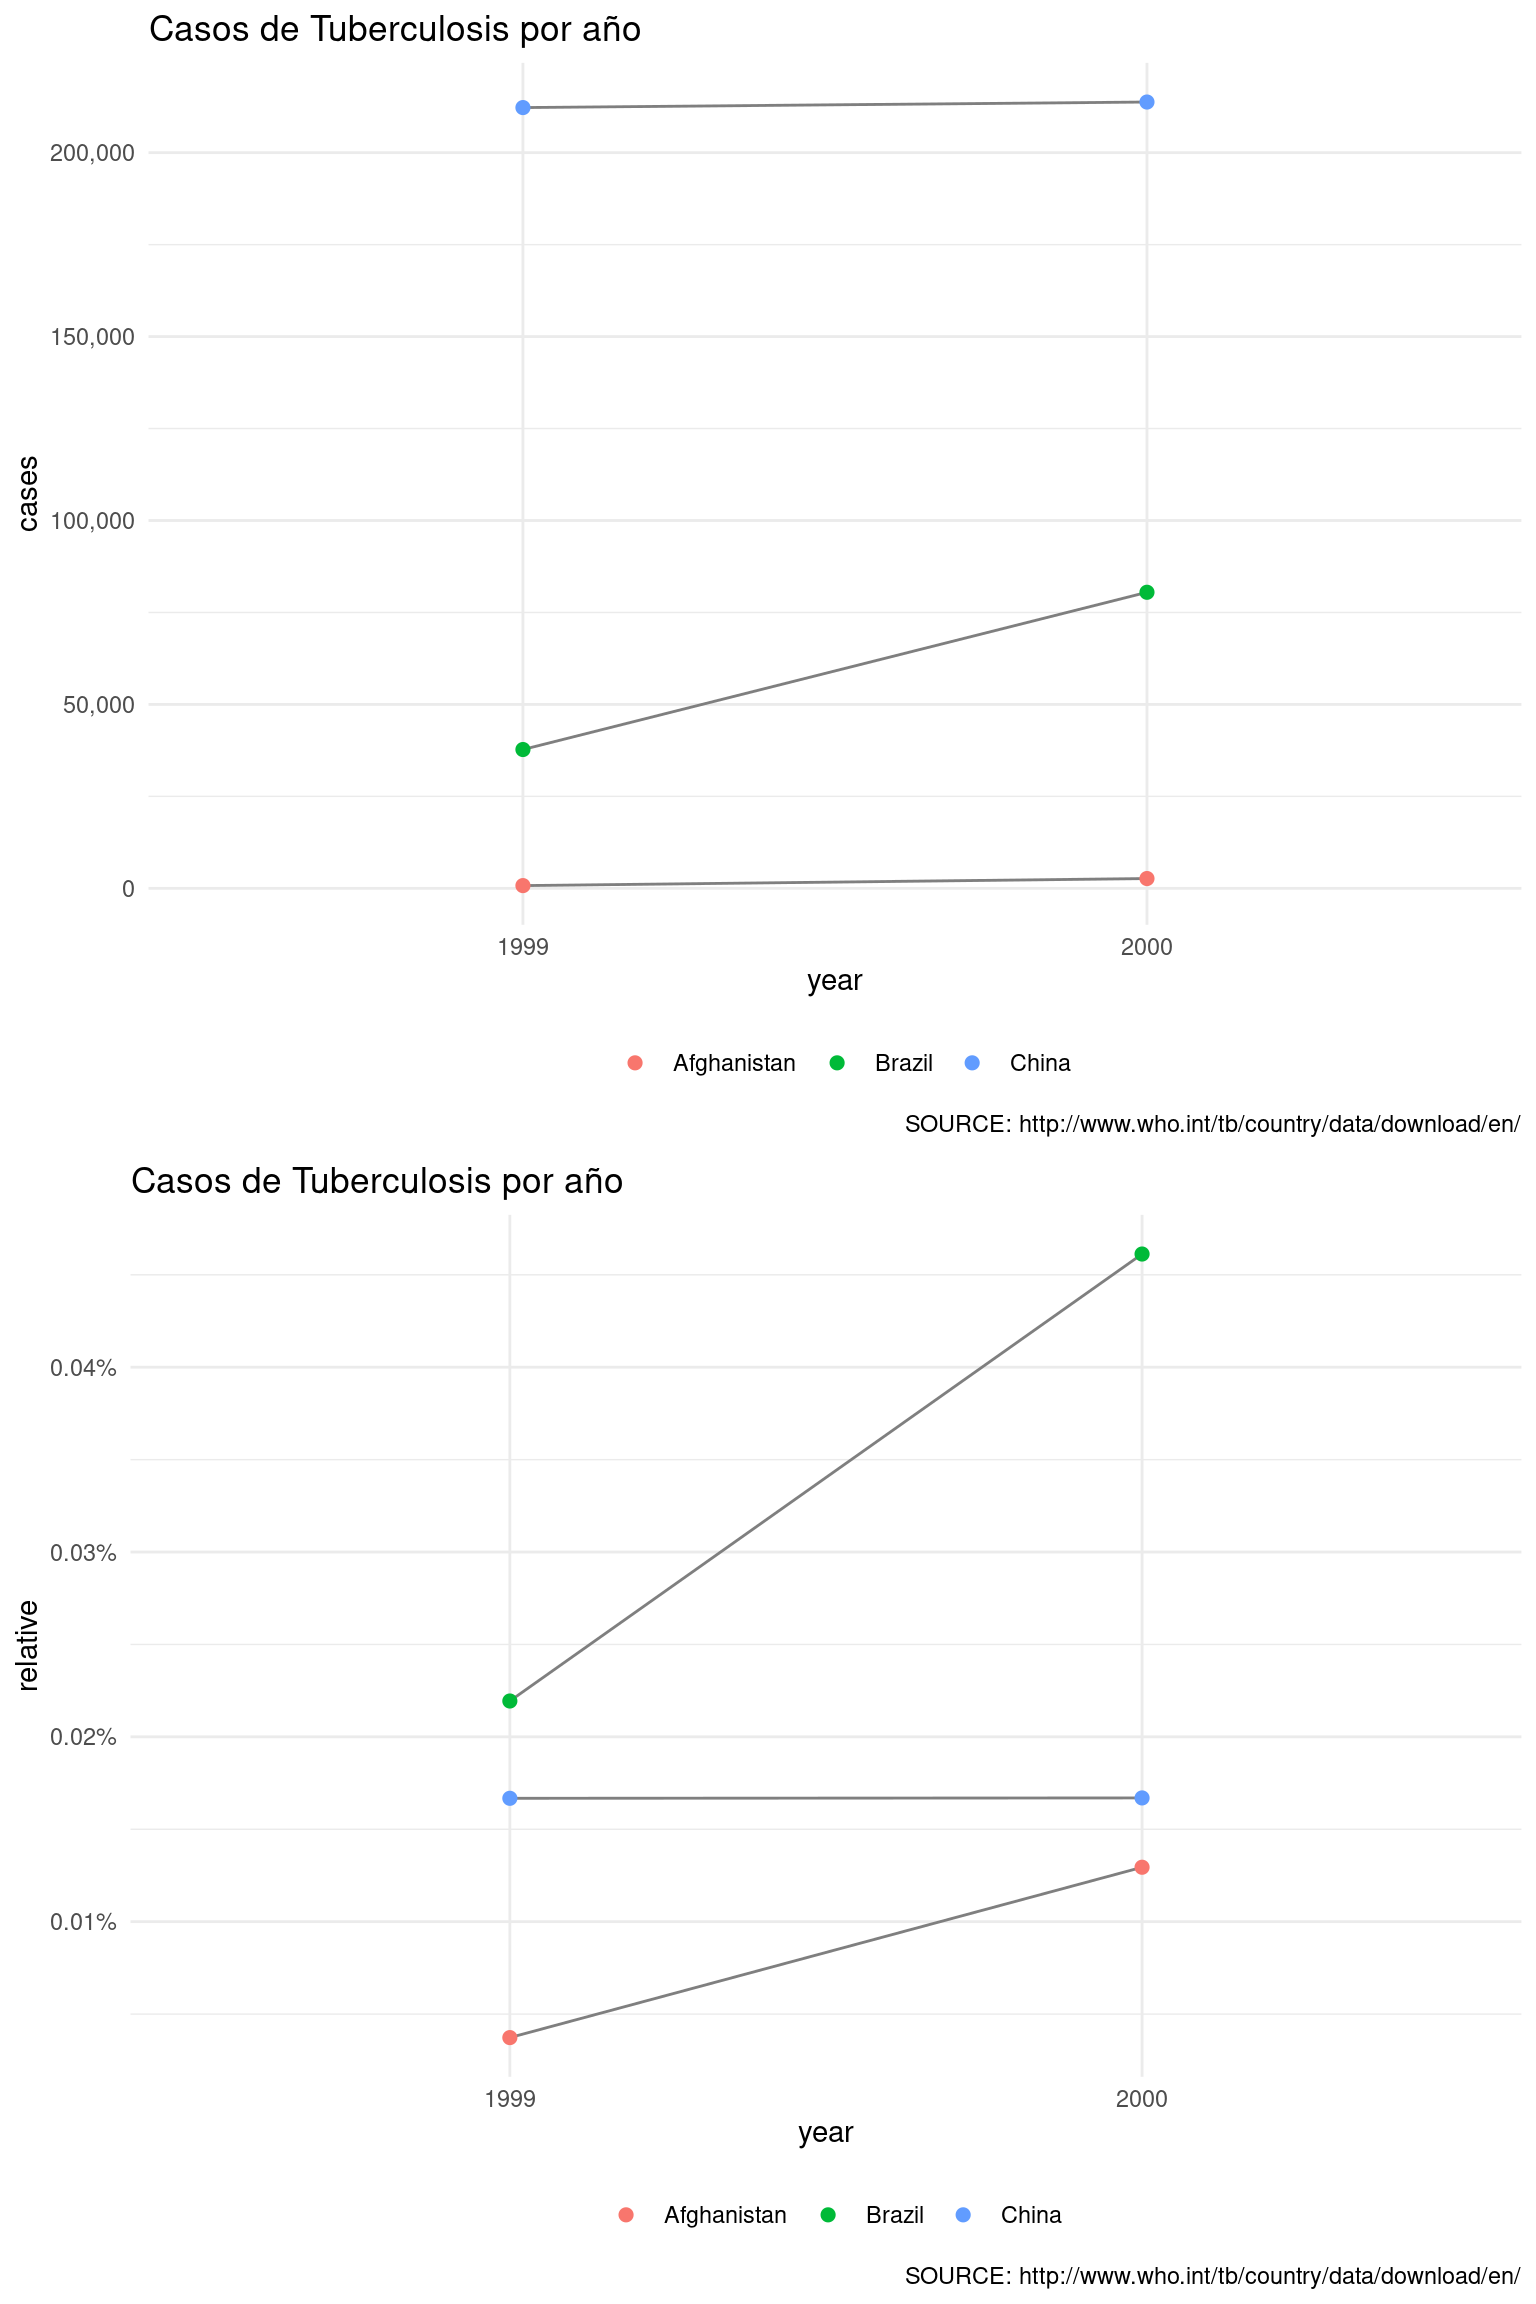 Casos de Tuberculosis por año
200,000
150,000
100,000
50,000
0
cases
1999 2000
year
Afghanistan Brazil China
SOURCE: http://www.who.int/tb/country/data/download/en/
Casos de Tuberculosis por año
0.04%
0.03%
0.02%
0.01%
relative
1999 2000
year
Afghanistan Brazil China
SOURCE: http://www.who.int/tb/country/data/download/en/